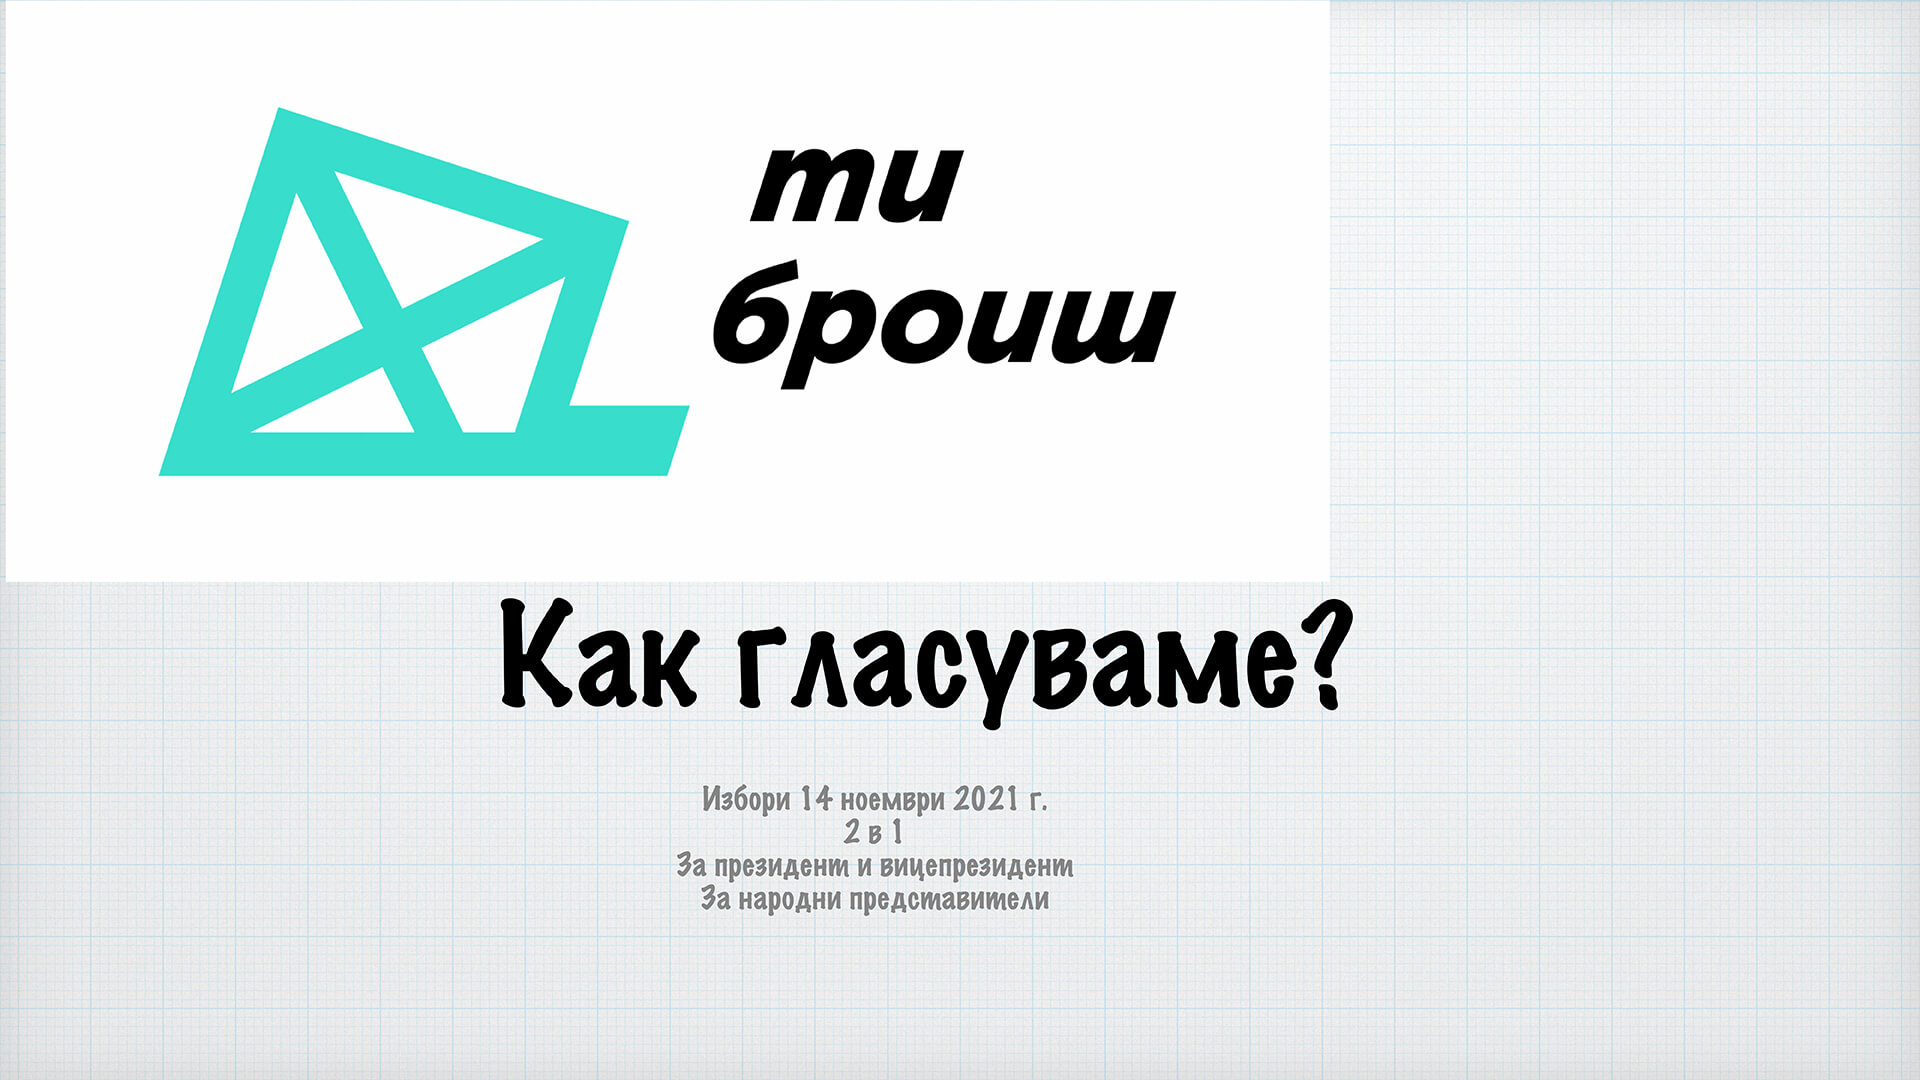 ти
броиш
Как гласуваме?
Избори 14 ноември 2021 г.
2 в 1
За президент и вицепрезидент
За народни представители